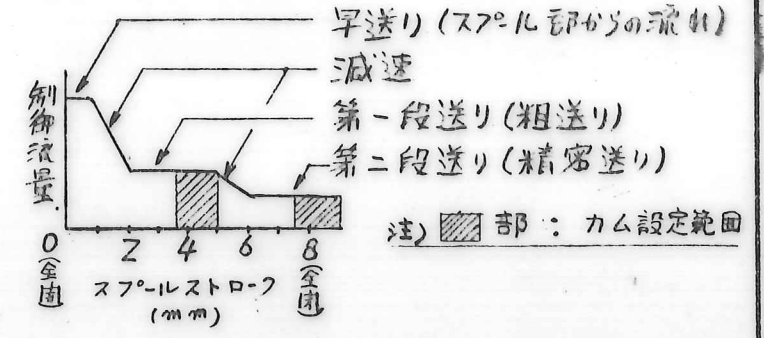 早送り(スプール部からの流れ)
減速
第一段送り(粗送り)
第二段送り(精密送り)
制御流量
注) 部 : カム設定範囲
0 2 4 6 8
(全開) (全閉)
スプールストローク
(mm)